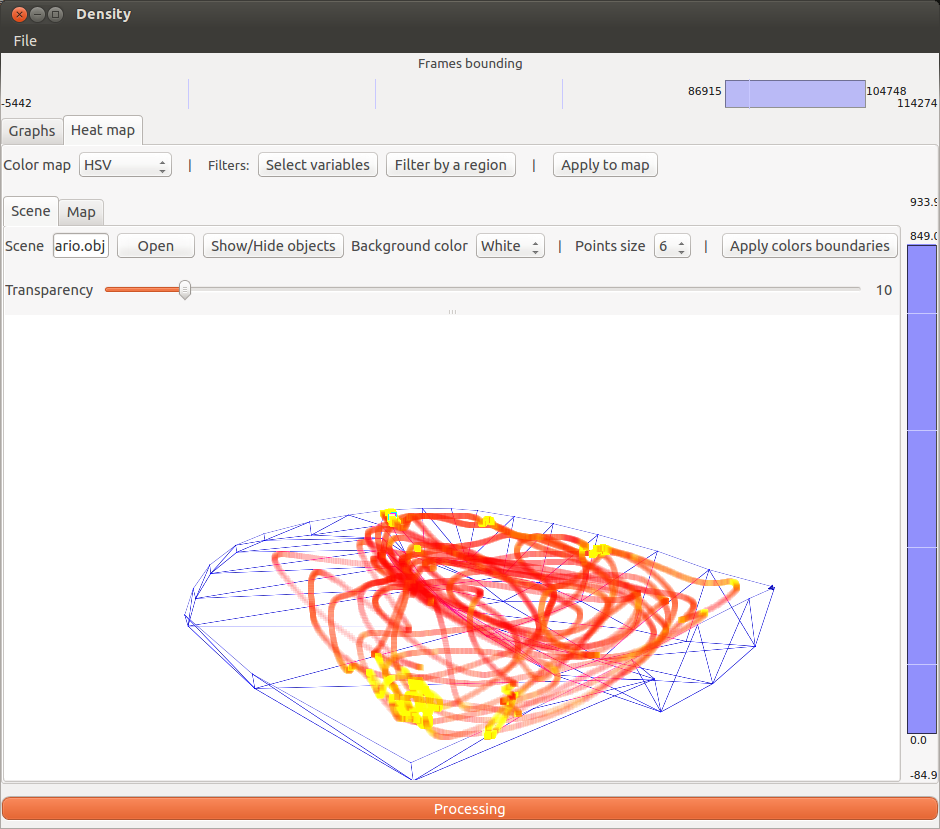 Density
File
Frames bounding
86915 104748
-5442 114274
Graphs Heat map
Color map HSV | Filters: Select variables Filter by a region | Apply to map
933.9
Scene Map
849.0
Scene ario.obj Open Show/Hide objects Background color White | Points size 6 | Apply colors boundaries
Transparency 10
0.0
-84.9
Processing